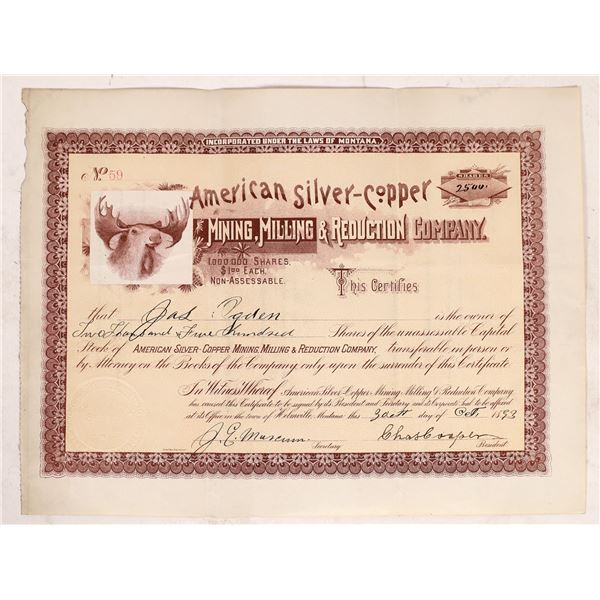 INCORPORATED UNDER THE LAWS OF MONTANA.
No 59
SHARES
2500
American Silver-Copper
MINING, MILLING & REDUCTION COMPANY.
1,000,000 SHARES.
$1.00 EACH.
NON-ASSESSABLE.
This Certifies
that Jas Ogden is the owner of
Two Thousand Five Hundred Shares of the unassessable Capital
Stock of AMERICAN SILVER-COPPER MINING, MILLING & REDUCTION COMPANY, transferable in person or
by Attorney on the Books of the Company only upon the surrender of this Certificate
In Witness Whereof American Silver-Copper Mining Milling & Reduction Company
has caused this Certificate to be signed by its President and Secretary and its Corporate Seal to be affixed
at its Office in the town of Helmville, Montana this 30th day of Oct 1893
J. E. Marcum Chas Cooper
Secretary President